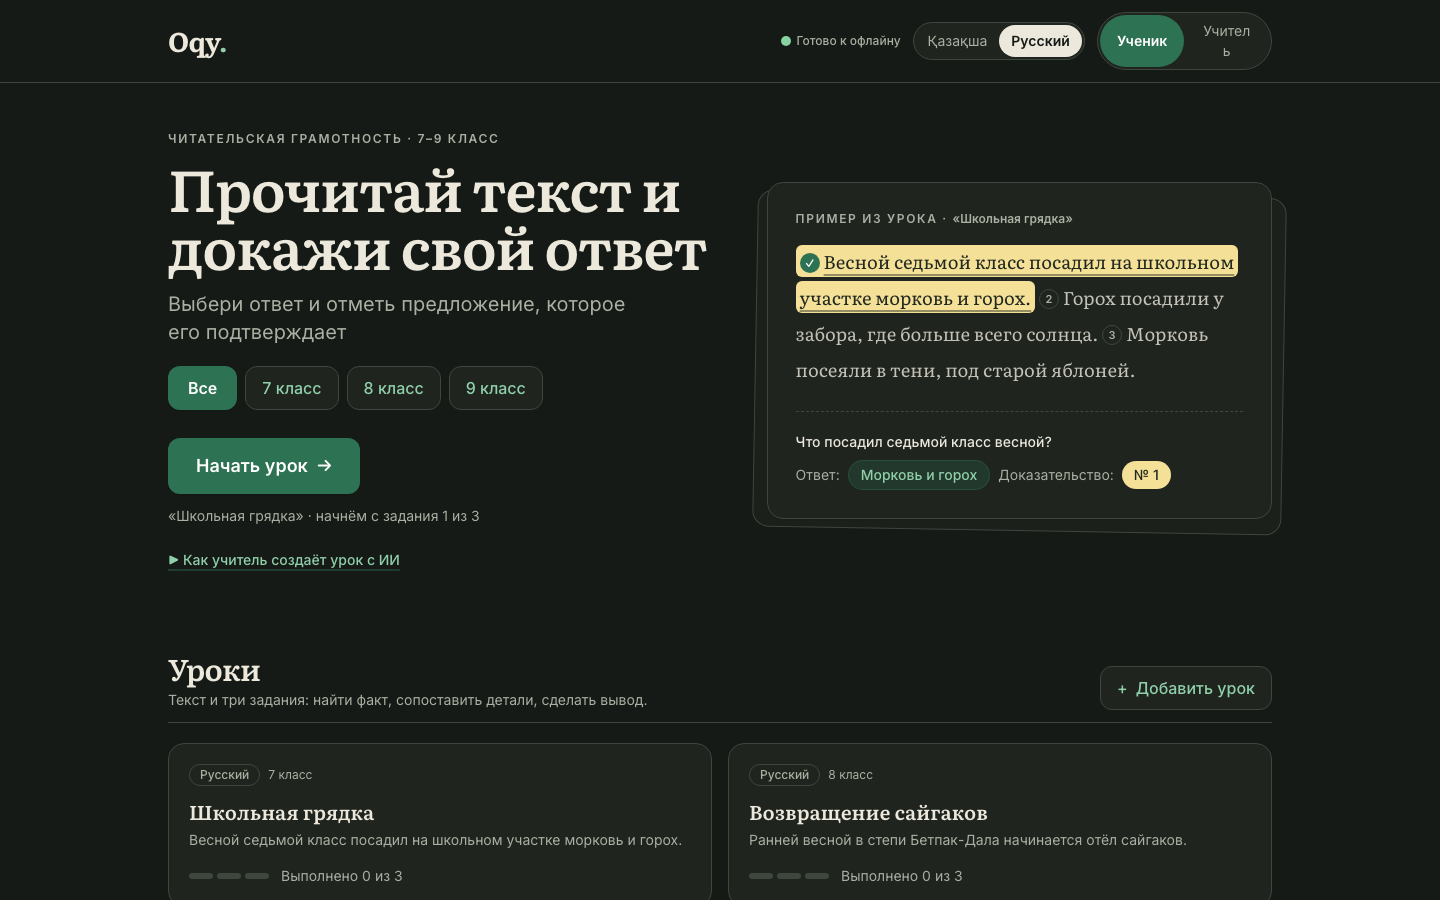 Oqy.
Готово к офлайну
Қазақша
Русский
Ученик
Учител
ь
ЧИТАТЕЛЬСКАЯ ГРАМОТНОСТЬ · 7–9 КЛАСС
Прочитай текст и
докажи свой ответ
Выбери ответ и отметь предложение, которое
его подтверждает
Все
7 класс
8 класс
9 класс
Начать урок →
«Школьная грядка» · начнём с задания 1 из 3
▶ Как учитель создаёт урок с ИИ
ПРИМЕР ИЗ УРОКА · «Школьная грядка»
✓ Весной седьмой класс посадил на школьном
участке морковь и горох. 2 Горох посадили у
забора, где больше всего солнца. 3 Морковь
посеяли в тени, под старой яблоней.
Что посадил седьмой класс весной?
Ответ: Морковь и горох Доказательство: № 1
Уроки
Текст и три задания: найти факт, сопоставить детали, сделать вывод.
+ Добавить урок
Русский 7 класс
Школьная грядка
Весной седьмой класс посадил на школьном участке морковь и горох.
Выполнено 0 из 3
Русский 8 класс
Возвращение сайгаков
Ранней весной в степи Бетпак-Дала начинается отёл сайгаков.
Выполнено 0 из 3